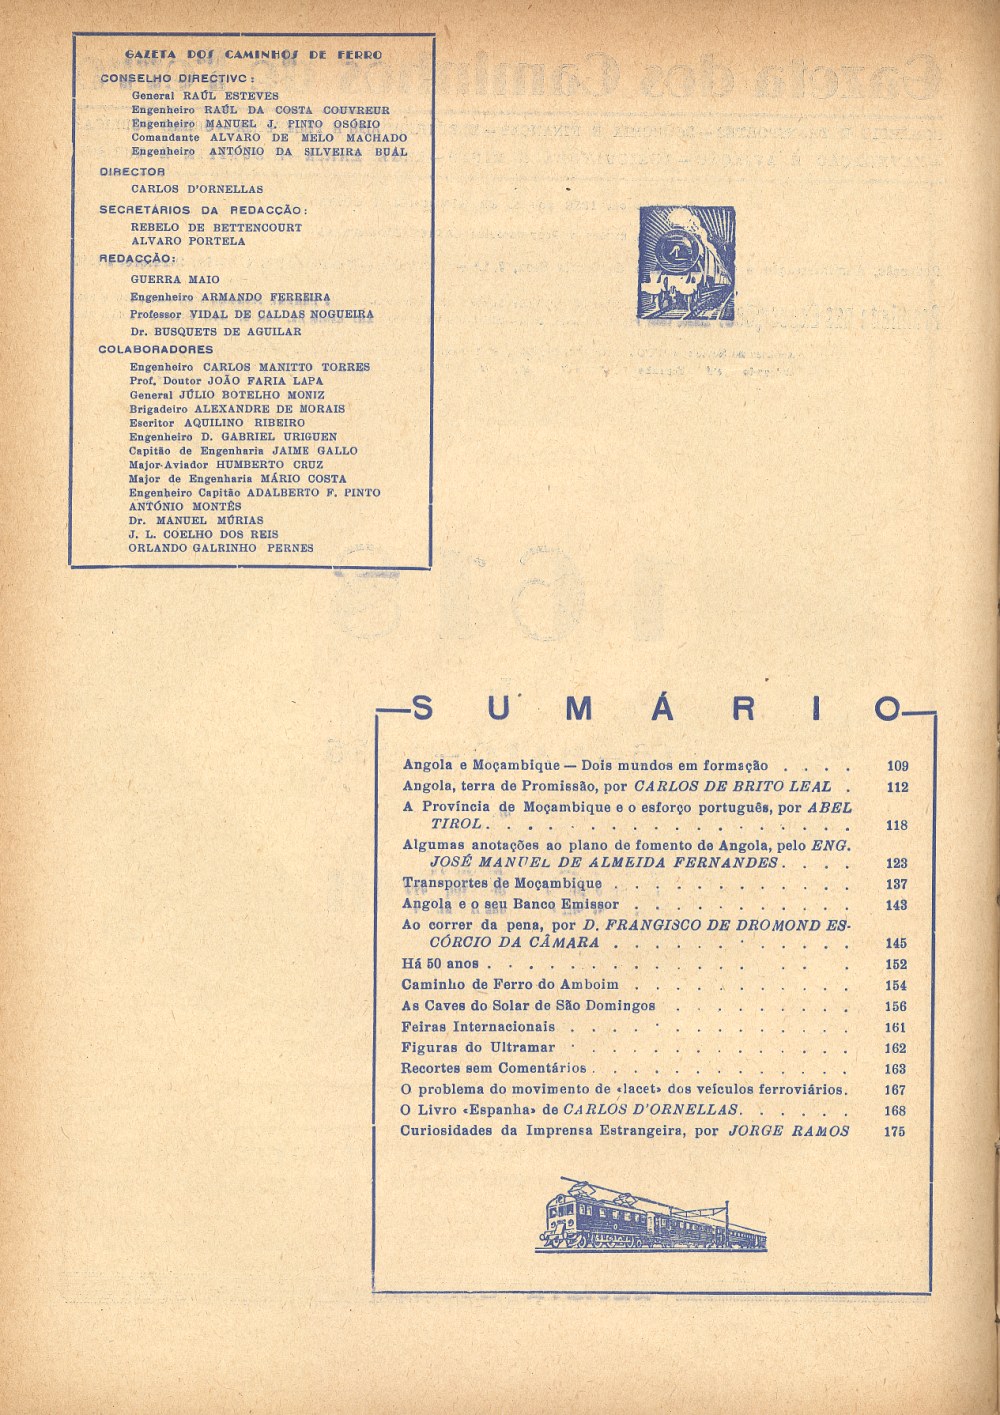 GAZETA DOS CAMINHOS DE FERRO
CONSELHO DIRECTIVC:
General RAÚL ESTEVES
Engenheiro RAÚL DA COSTA COUVREUR
Engenheiro MANUEL J. PINTO OSÓRIO
Comandante ALVARO DE MELO MACHADO
Engenheiro ANTÓNIO DA SILVEIRA BUAL
DIRECTOR
CARLOS D'ORNELLAS
SECRETÁRIOS DA REDACÇÃO:
REBELO DE BETTENCOURT
ALVARO PORTELA
REDACÇÃO:
GUERRA MAIO
Engenheiro ARMANDO FERREIRA
Professor VIDAL DE CALDAS NOGUEIRA
Dr. BUSQUETS DE AGUILAR
COLABORADORES
Engenheiro CARLOS MANITTO TORRES
Prof. Doutor JOÃO FARIA LAPA
General JÚLIO BOTELHO MONIZ
Brigadeiro ALEXANDRE DE MORAIS
Escritor AQUILINO RIBEIRO
Engenheiro D. GABRIEL URIGUEN
Capitão de Engenharia JAIME GALLO
Major-Aviador HUMBERTO CRUZ
Major de Engenharia MÁRIO COSTA
Engenheiro Capitão ADALBERTO F. PINTO
ANTÓNIO MONTÊS
Dr. MANUEL MÚRIAS
J. L. COELHO DOS REIS
ORLANDO GALRINHO PERNES
SUMÁRIO
Angola e Moçambique — Dois mundos em formação . . . . 109
Angola, terra de Promissão, por CARLOS DE BRITO LEAL . 112
A Província de Moçambique e o esforço português, por ABEL
TIROL . . . . . . . . . . . . . . . . . 118
Algumas anotações ao plano de fomento de Angola, pelo ENG.
JOSÉ MANUEL DE ALMEIDA FERNANDES . . . . 123
Transportes de Moçambique . . . . . . . . . . . . 137
Angola e o seu Banco Emissor . . . . . . . . . . . 143
Ao correr da pena, por D. FRANGISCO DE DROMOND ES-
CÓRCIO DA CÂMARA . . . . . . . . . . . . 145
Há 50 anos . . . . . . . . . . . . . . . . 152
Caminho de Ferro do Amboim . . . . . . . . . . . 154
As Caves do Solar de São Domingos . . . . . . . . . 156
Feiras Internacionais . . . . . . . . . . . . . . 161
Figuras do Ultramar . . . . . . . . . . . . . . 162
Recortes sem Comentários . . . . . . . . . . . . . 163
O problema do movimento de «lacet» dos veículos ferroviários. 167
O Livro «Espanha» de CARLOS D'ORNELLAS. . . . . . 168
Curiosidades da Imprensa Estrangeira, por JORGE RAMOS 175